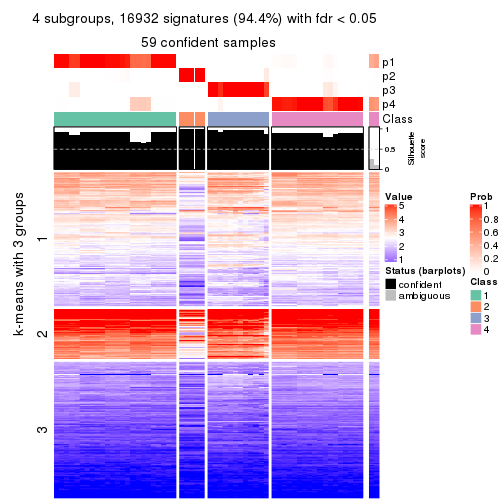 4 subgroups, 16932 signatures (94.4%) with fdr < 0.05
59 confident samples
p1
p2
p3
p4
Class
1
0.5
0
Silhouette
score
k-means with 3 groups
1
2
3
Value
5
4
3
2
1
Status (barplots)
confident
ambiguous
Prob
1
0.8
0.6
0.4
0.2
0
Class
1
2
3
4